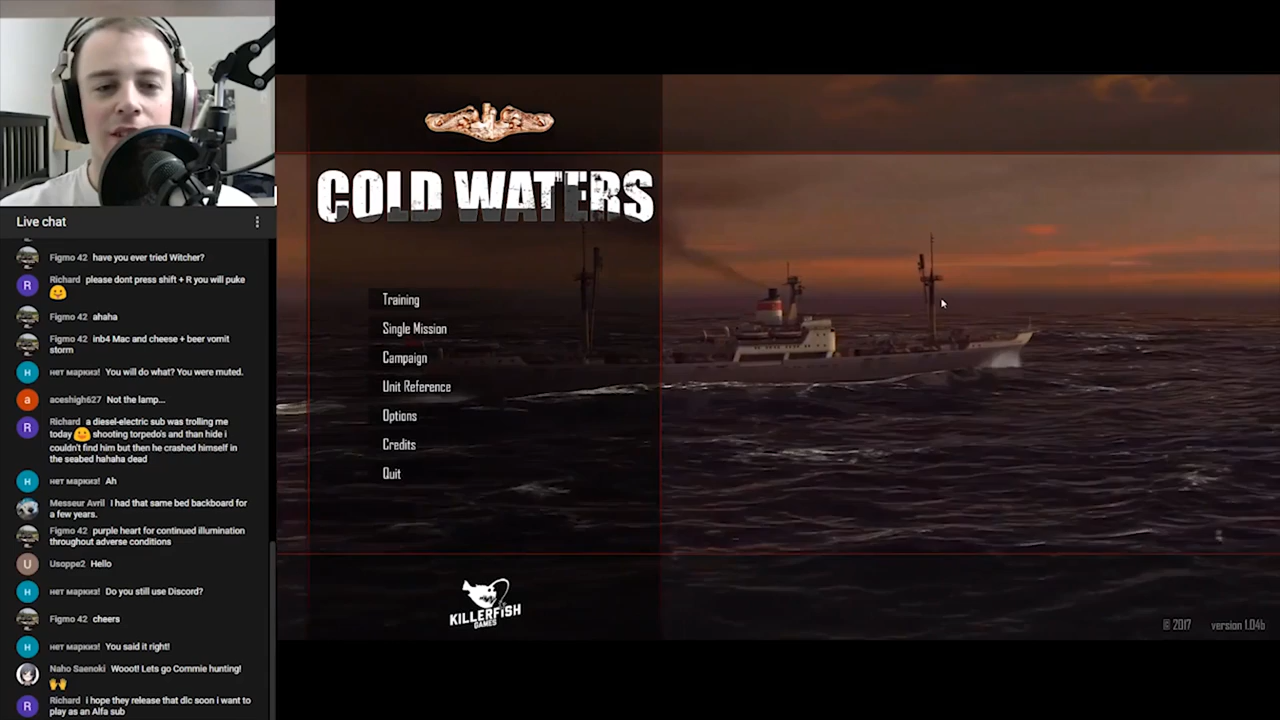 Live chat
Figmo 42 have you ever tried Witcher?
R
Richard please dont press shift + R you will puke
Figmo 42 ahaha
Figmo 42 inb4 Mac and cheese + beer vomit
storm
Н
нет маркиз! You will do what? You were muted.
a
aceshigh627 Not the lamp...
R
Richard a diesel-electric sub was trolling me
today shooting torpedo's and than hide i
couldn't find him but then he crashed himself in
the seabed hahaha dead
Н
нет маркиз! Ah
Messeur Avril I had that same bed backboard for
a few years.
Figmo 42 purple heart for continued illumination
throughout adverse conditions
U
Usoppe2 Hello
Н
нет маркиз! Do you still use Discord?
Figmo 42 cheers
Н
нет маркиз! You said it right!
Naho Saenoki Wooot! Lets go Commie hunting!
R
Richard i hope they release that dlc soon i want to
play as an Alfa sub
COLD WATERS
Training
Single Mission
Campaign
Unit Reference
Options
Credits
Quit
KILLERFISH
GAMES
© 2017 version 1.04b